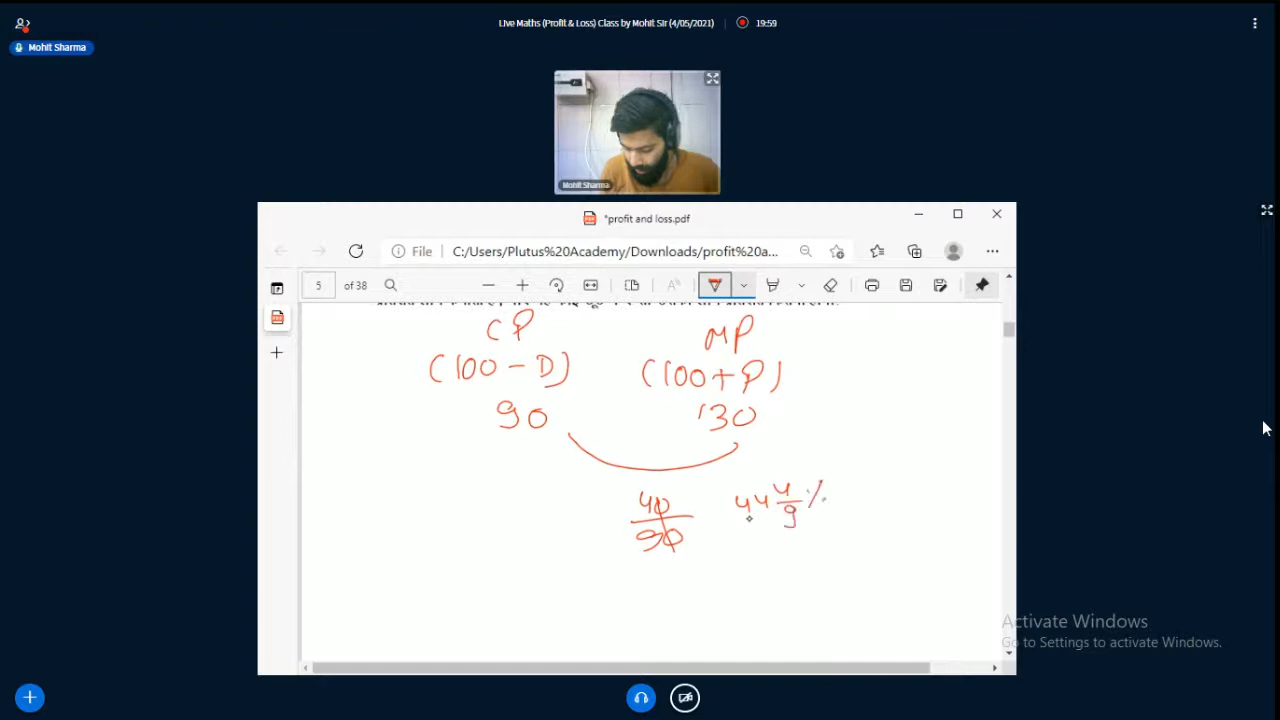 Live Maths (Profit & Loss) Class by Mohit Sir (4/05/2021) 19:59
Mohit Sharma
Mohit Sharma
*profit and loss.pdf
File C:/Users/Plutus%20Academy/Downloads/profit%20a...
5 of 38
CP MP
(100 - D) (100 + P)
90 130
40/90 44 4/9 %
Activate Windows
Go to Settings to activate Windows.